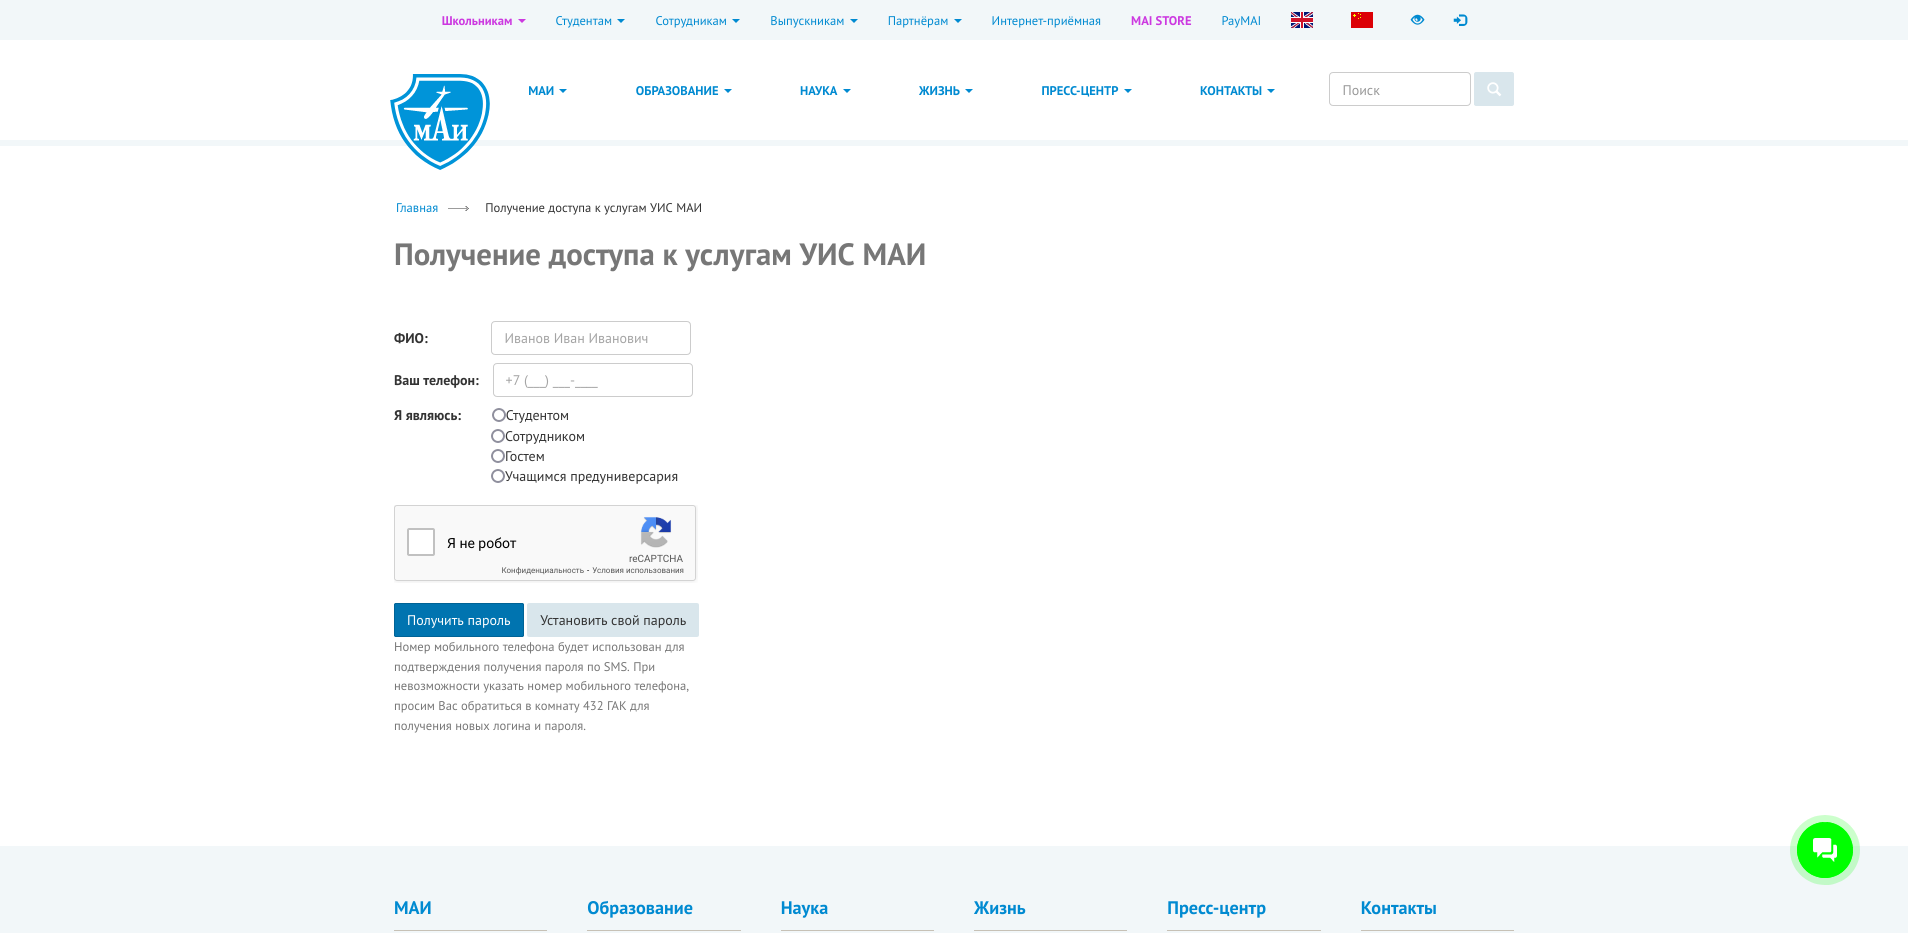 Школьникам Студентам Сотрудникам Выпускникам Партнёрам Интернет-приёмная MAI STORE PayMAI
МАИ ОБРАЗОВАНИЕ НАУКА ЖИЗНЬ ПРЕСС-ЦЕНТР КОНТАКТЫ Поиск
МАИ
Главная Получение доступа к услугам УИС МАИ
Получение доступа к услугам УИС МАИ
ФИО: Иванов Иван Иванович
Ваш телефон: +7 (__) ___-____
Я являюсь: Студентом
Сотрудником
Гостем
Учащимся предуниверсария
Я не робот
reCAPTCHA
Конфиденциальность - Условия использования
Получить пароль Установить свой пароль
Номер мобильного телефона будет использован для
подтверждения получения пароля по SMS. При
невозможности указать номер мобильного телефона,
просим Вас обратиться в комнату 432 ГАК для
получения новых логина и пароля.
МАИ Образование Наука Жизнь Пресс-центр Контакты